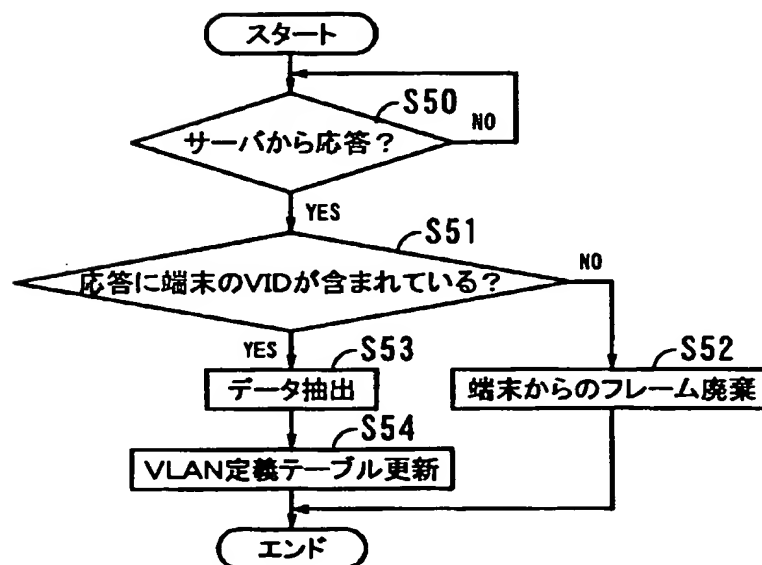 スタート
S50
サーバから応答?
NO
YES
S51
応答に端末のVIDが含まれている?
NO
YES
S53
データ抽出
S52
端末からのフレーム廃棄
S54
VLAN定義テーブル更新
エンド